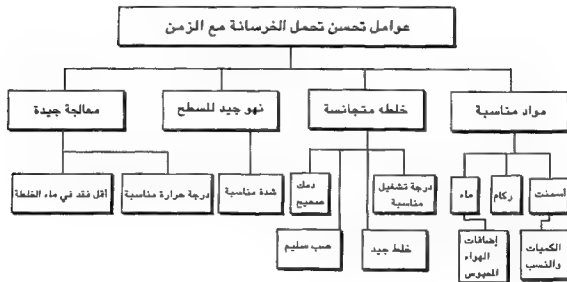 عوامل تحسن تحمل الخرسانة مع الزمن
مواد مناسبة
خلطه متجانسة
نهو جيد للسطح
معالجة جيدة
أسمنت
ركام
ماء
درجة تشغيل
مناسبة
دمك
صحيح
شدة مناسبة
درجة حرارة مناسبة
أقل فقد في ماء الخلطة
الكميات
والنسب
إضافات
الهواء
المحبوس
خلط جيد
صب سليم